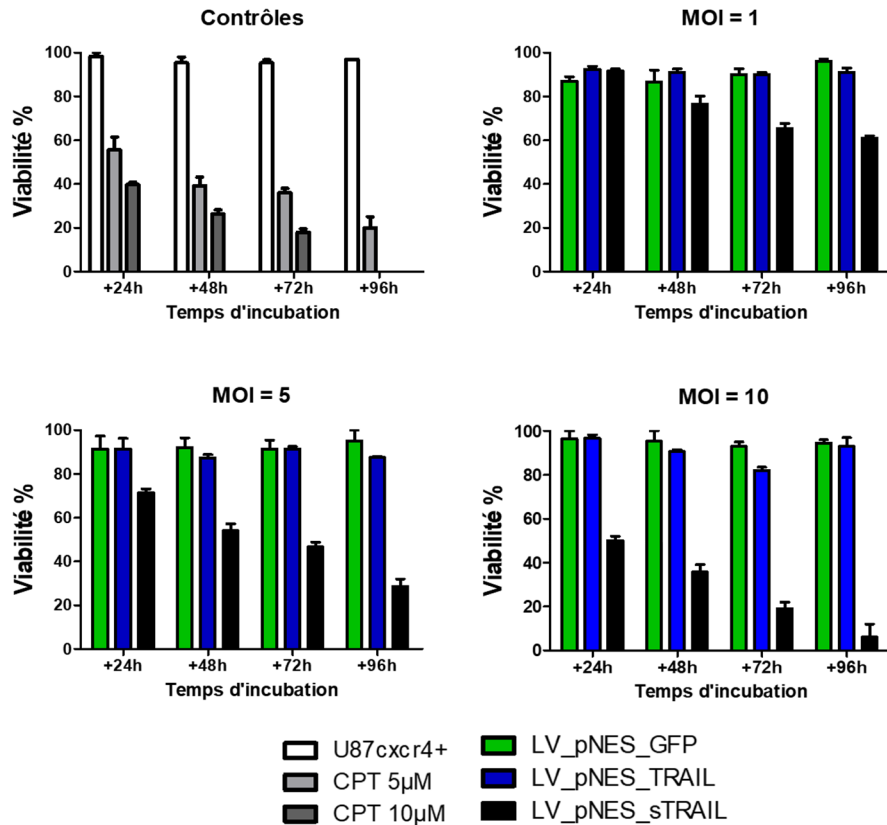 Contrôles
Viabilité %
100
80
60
40
20
0
+24h +48h +72h +96h
Temps d'incubation
MOI = 1
Viabilité %
100
80
60
40
20
0
+24h +48h +72h +96h
Temps d'incubation
MOI = 5
Viabilité %
100
80
60
40
20
0
+24h +48h +72h +96h
Temps d'incubation
MOI = 10
Viabilité %
100
80
60
40
20
0
+24h +48h +72h +96h
Temps d'incubation
U87cxcr4+
CPT 5µM
CPT 10µM
LV_pNES_GFP
LV_pNES_TRAIL
LV_pNES_sTRAIL